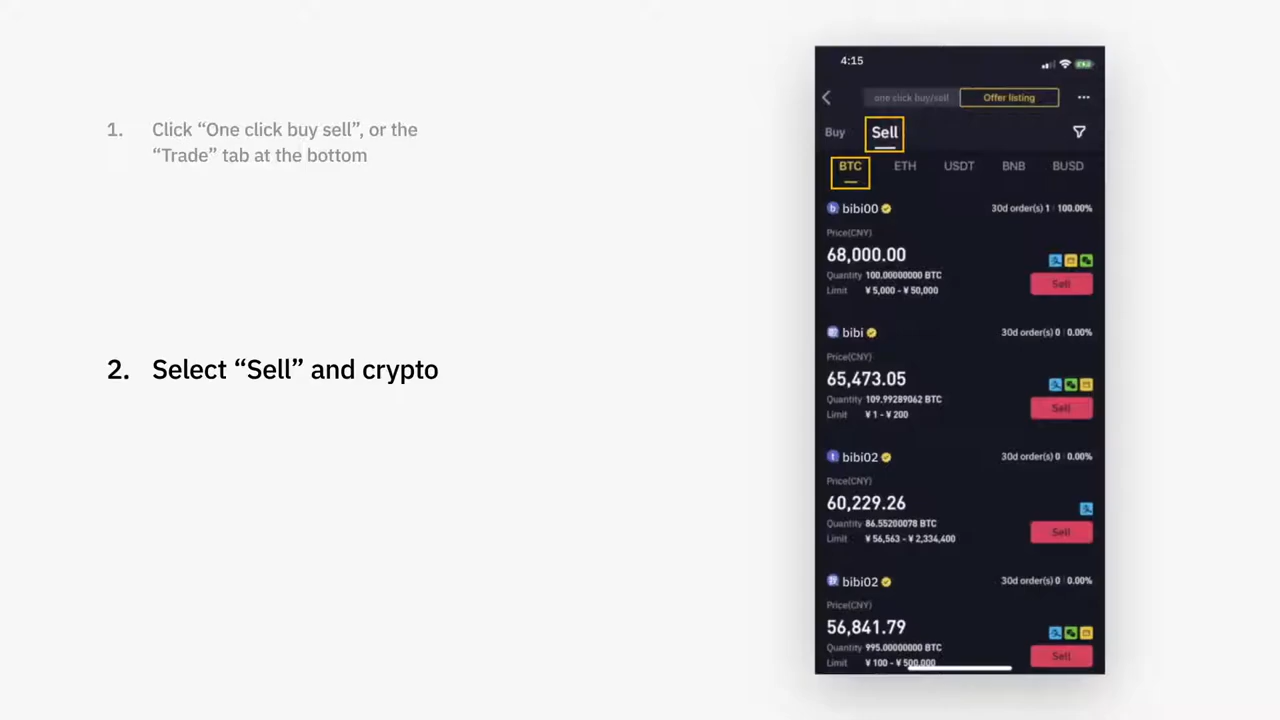 1. Click “One click buy sell”, or the
“Trade” tab at the bottom
2. Select “Sell” and crypto
4:15
one click buy/sell Offer listing
Buy Sell
BTC ETH USDT BNB BUSD
bibi00 30d order(s) 1 | 100.00%
Price(CNY)
68,000.00
Quantity 100.00000000 BTC
Limit ¥ 5,000 - ¥ 50,000
Sell
bibi 30d order(s) 0 | 0.00%
Price(CNY)
65,473.05
Quantity 109.99289062 BTC
Limit ¥ 1 - ¥ 200
Sell
bibi02 30d order(s) 0 | 0.00%
Price(CNY)
60,229.26
Quantity 86.55200078 BTC
Limit ¥ 56,563 - ¥ 2,334,400
Sell
bibi02 30d order(s) 0 | 0.00%
Price(CNY)
56,841.79
Quantity 995.00000000 BTC
Limit ¥ 100 - ¥ 500,000
Sell